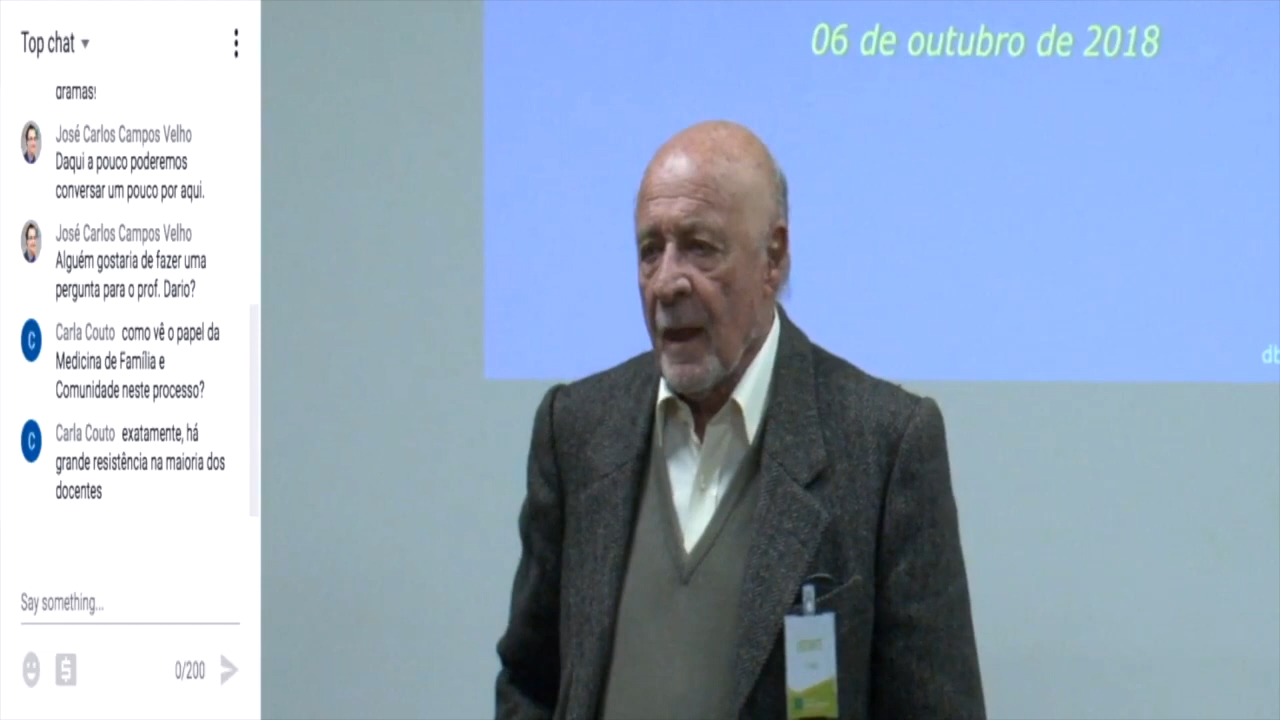 Top chat
gramas!
José Carlos Campos Velho
Daqui a pouco poderemos
conversar um pouco por aqui.
José Carlos Campos Velho
Alguém gostaria de fazer uma
pergunta para o prof. Dario?
C
Carla Couto como vê o papel da
Medicina de Família e
Comunidade neste processo?
C
Carla Couto exatamente, há
grande resistência na maioria dos
docentes
Say something...
0/200
06 de outubro de 2018
db